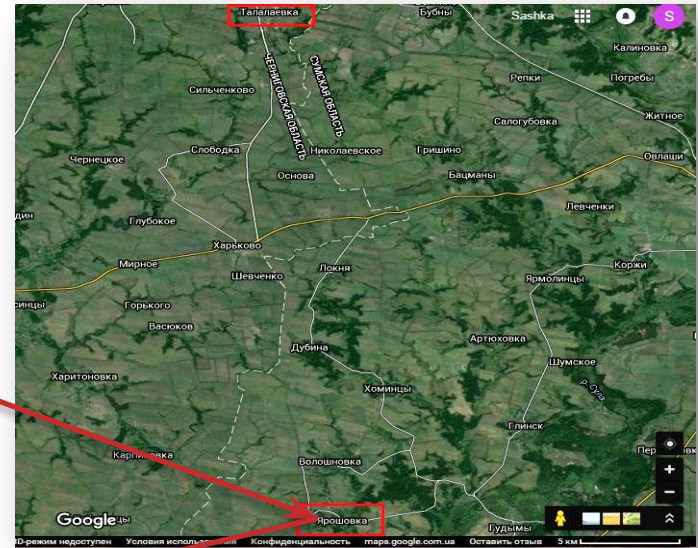 Талалаевка
Бубны
Sashka
S
Калиновка
ЧЕРНИГОВСКАЯ ОБЛАСТЬ
СУМСКАЯ ОБЛАСТЬ
Репки
Погребы
Сильченково
Салогубовка
Житное
Слободка
Николаевское
Гришино
Овлаши
Чернецкое
Основа
Бацманы
Глубокое
Левченки
Харьково
Мирное
Шевченко
Локня
Коржи
Ярмолинцы
Горького
Васюков
Артюховка
Дубина
Шумское
Харитоновка
Хоминцы
р. Сула
Глинск
Волошновка
Google
Ярошовка
Гудымы
3D-режим недоступен Условия использования Конфиденциальность maps.google.com.ua Оставить отзыв 5 км